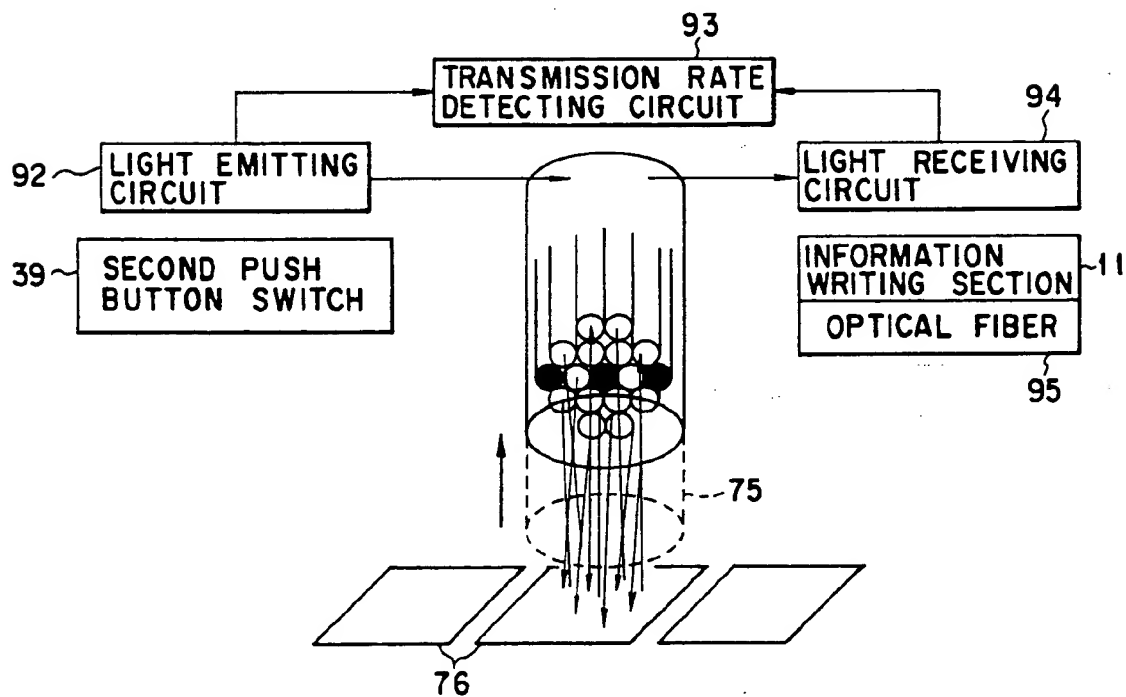 93
TRANSMISSION RATE
DETECTING CIRCUIT
94
92
LIGHT EMITTING
CIRCUIT
LIGHT RECEIVING
CIRCUIT
39
SECOND PUSH
BUTTON SWITCH
INFORMATION
WRITING SECTION
11
OPTICAL FIBER
95
75
76